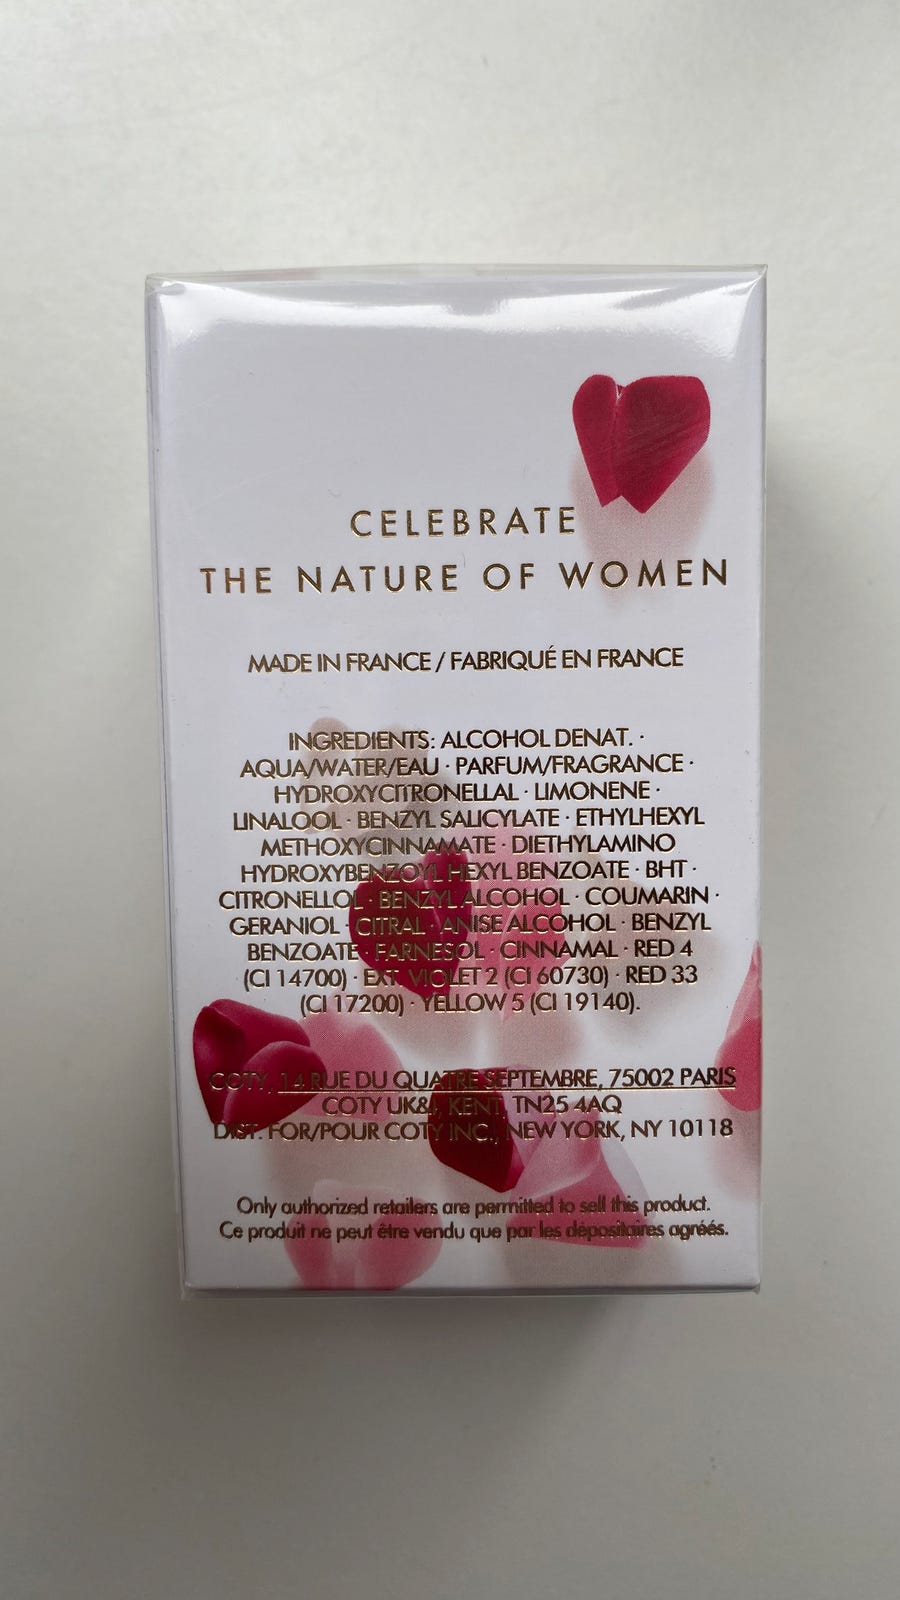 CELEBRATE
THE NATURE OF WOMEN
MADE IN FRANCE / FABRIQUÉ EN FRANCE
INGREDIENTS: ALCOHOL DENAT. ·
AQUA/WATER/EAU · PARFUM/FRAGRANCE ·
HYDROXYCITRONELLAL · LIMONENE ·
LINALOOL · BENZYL SALICYLATE · ETHYLHEXYL
METHOXYCINNAMATE · DIETHYLAMINO
HYDROXYBENZOYL HEXYL BENZOATE · BHT ·
CITRONELLOL · BENZYL ALCOHOL · COUMARIN ·
GERANIOL · CITRAL · ANISE ALCOHOL · BENZYL
BENZOATE · FARNESOL · CINNAMAL · RED 4
(CI 14700) · EXT. VIOLET 2 (CI 60730) · RED 33
(CI 17200) · YELLOW 5 (CI 19140).
COTY, 14 RUE DU QUATRE SEPTEMBRE, 75002 PARIS
COTY UK&I, KENT, TN25 4AQ
DIST. FOR/POUR COTY INC., NEW YORK, NY 10118
Only authorized retailers are permitted to sell this product.
Ce produit ne peut être vendu que par les dépositaires agréés.